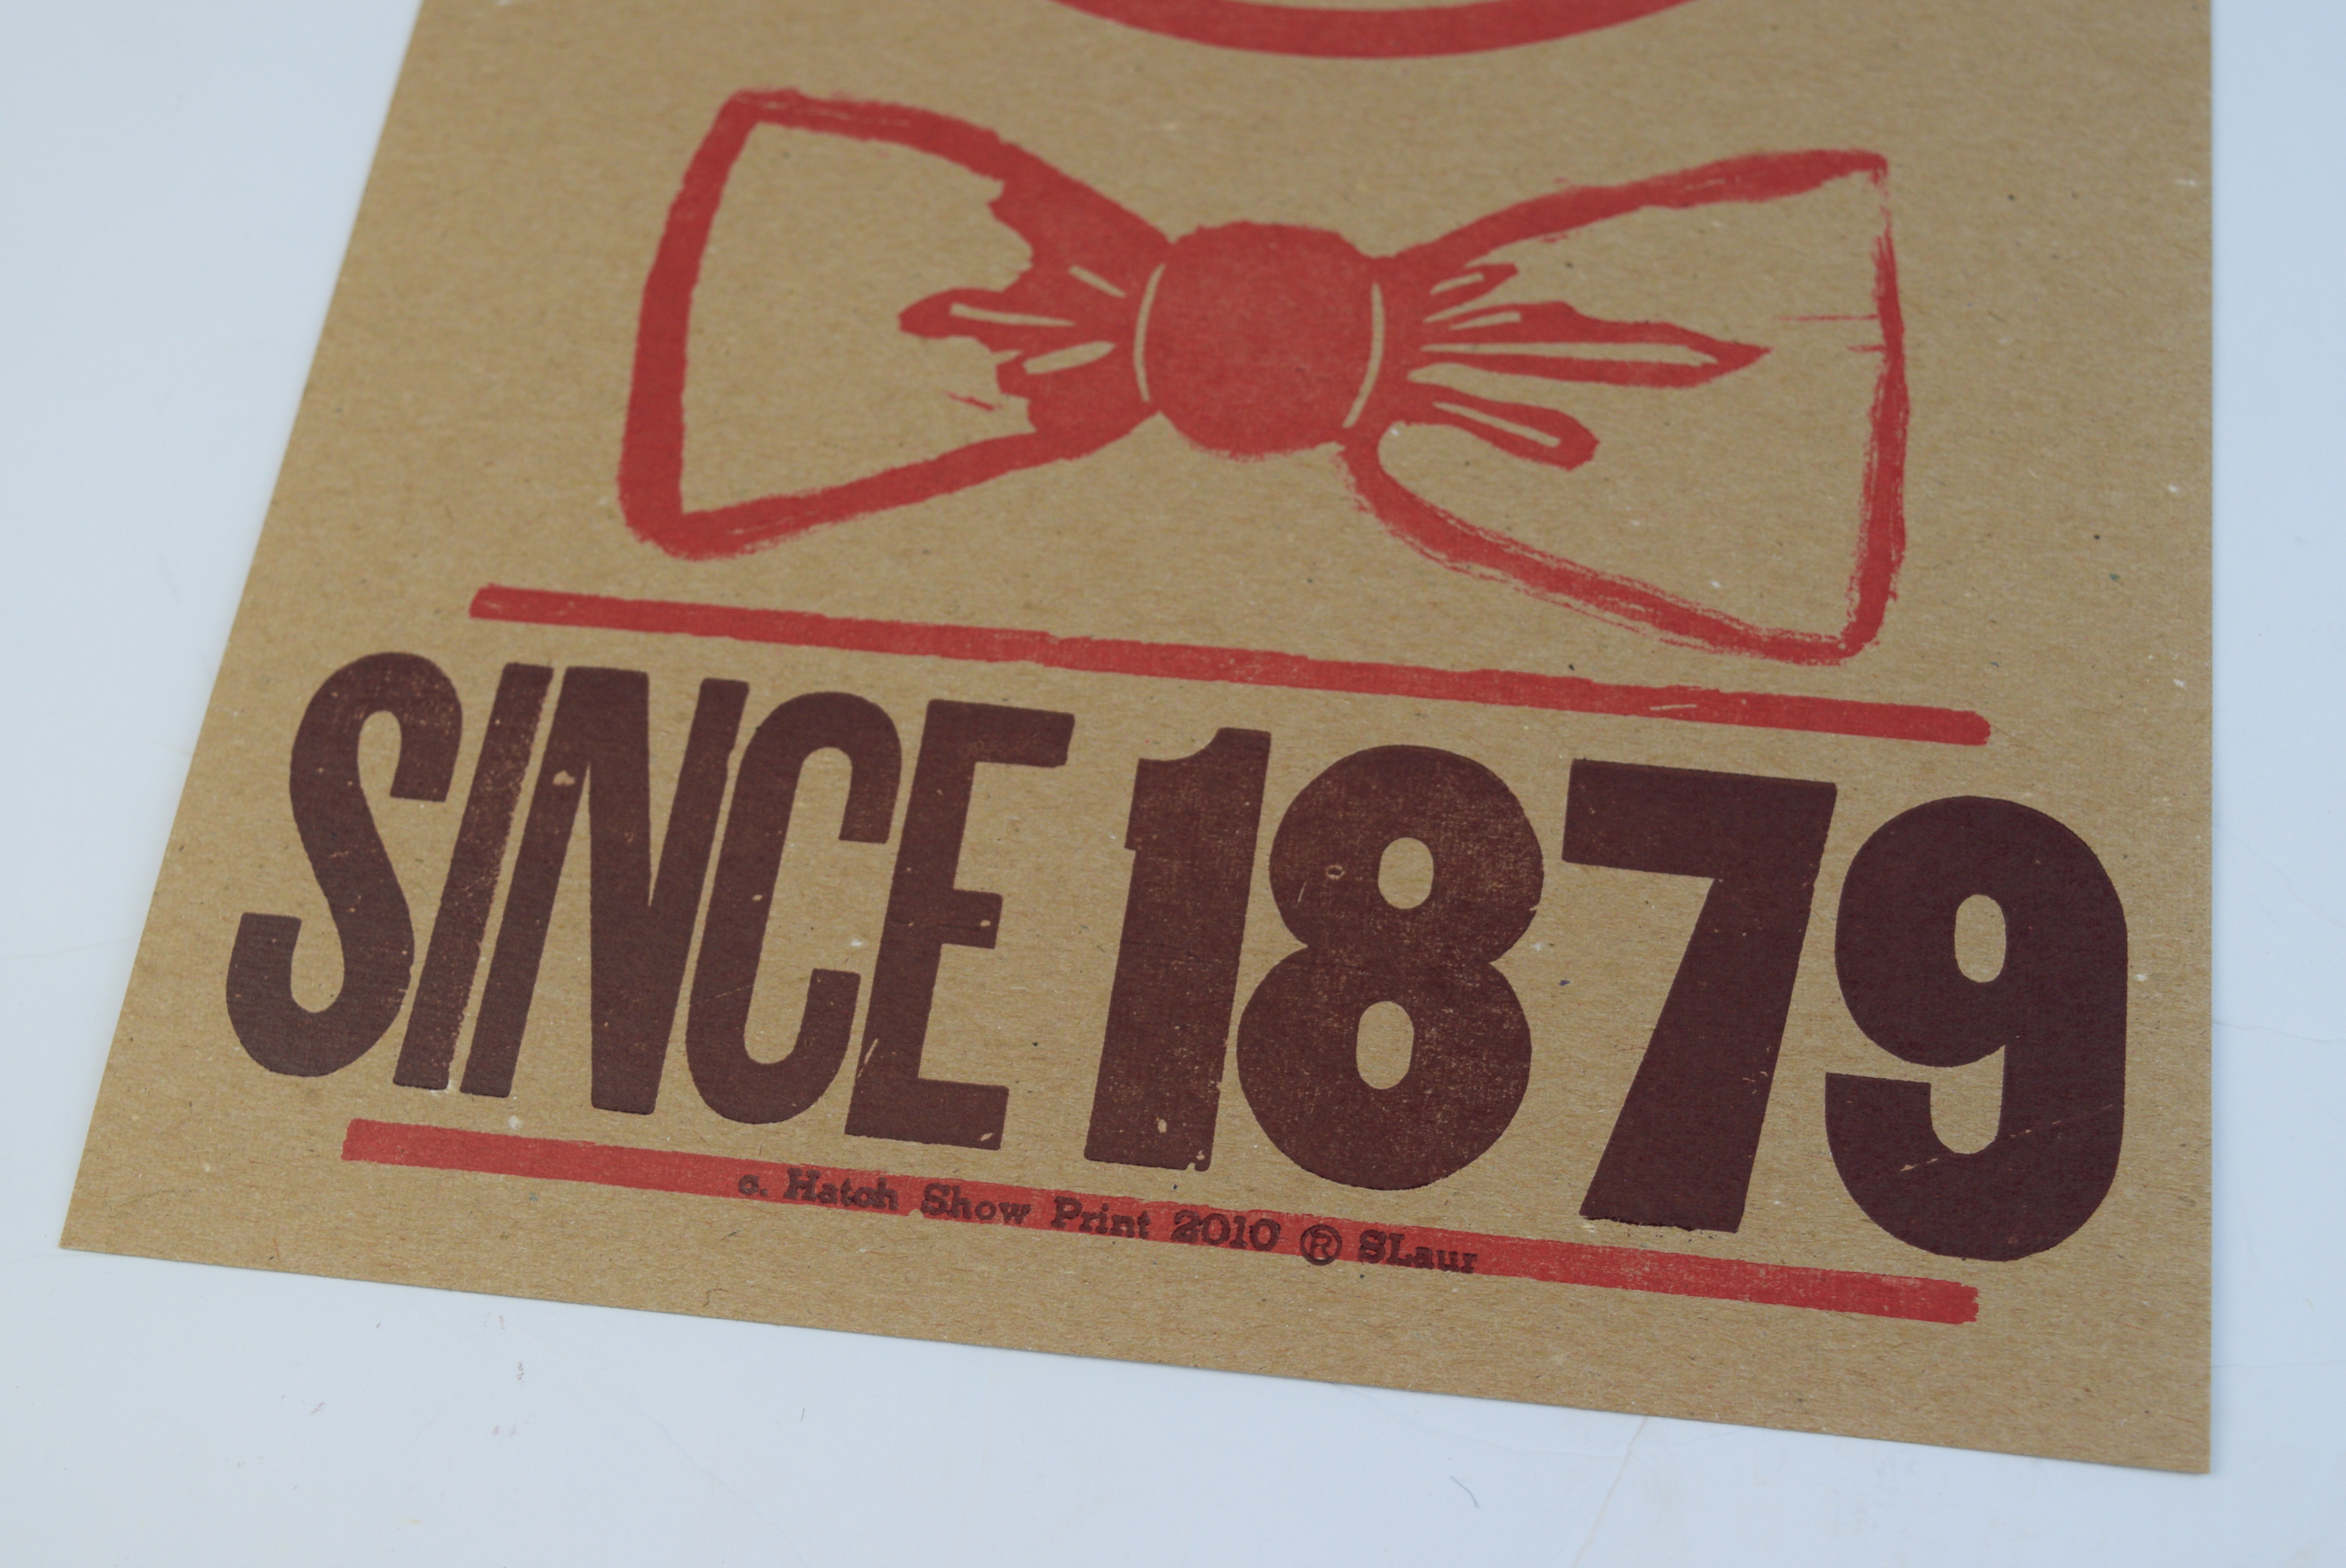 SINCE 1879
c. Hatch Show Print 2010 ® SLaur